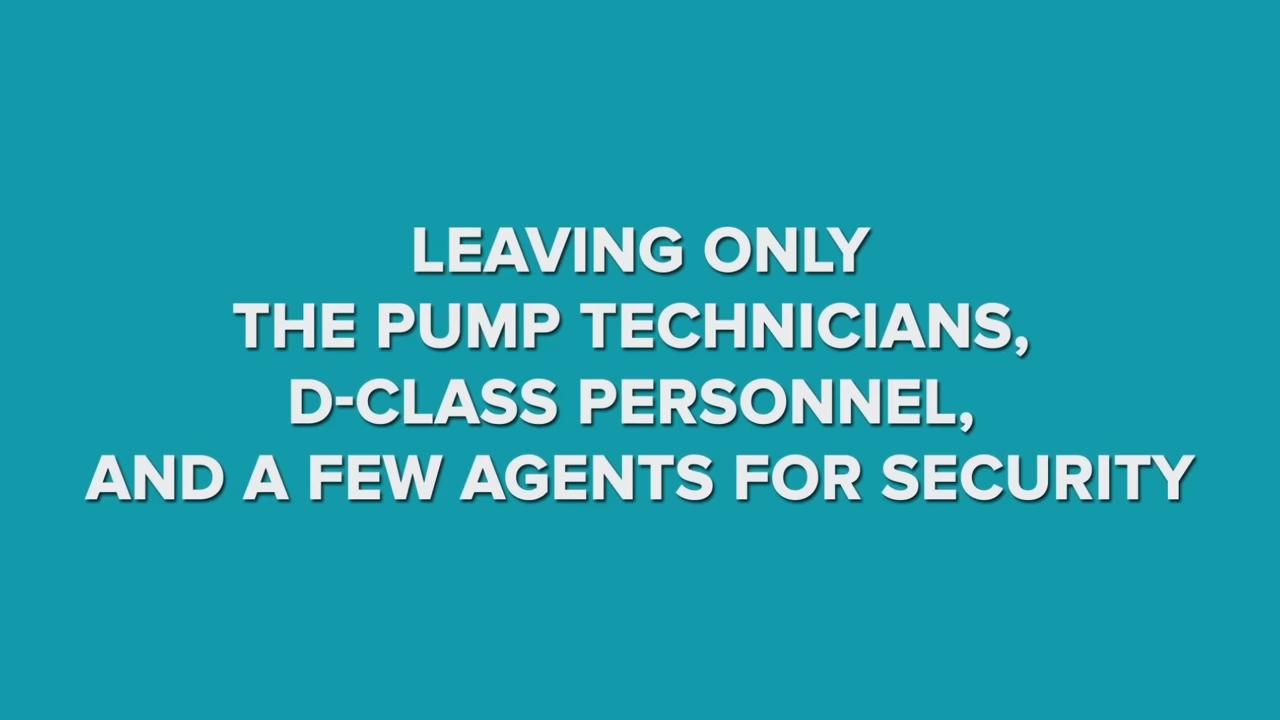 LEAVING ONLY
THE PUMP TECHNICIANS,
D-CLASS PERSONNEL,
AND A FEW AGENTS FOR SECURITY